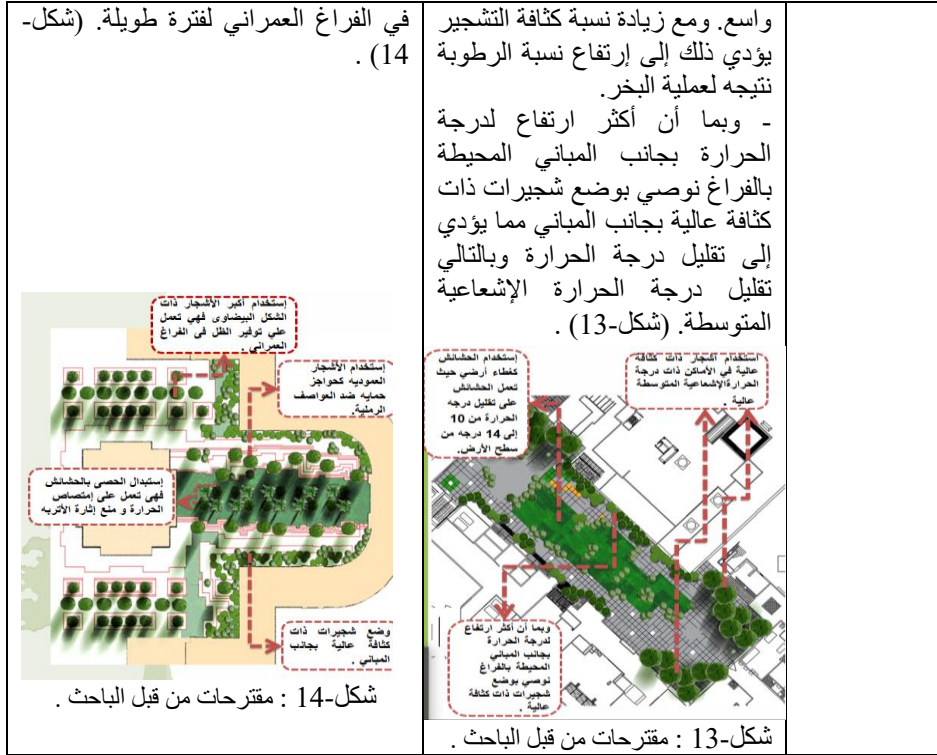 واسع. ومع زيادة نسبة كثافة التشجير
يؤدي ذلك إلى إرتفاع نسبة الرطوبة
نتيجه لعملية البخر.
- وبما أن أكثر ارتفاع لدرجة
الحرارة بجانب المباني المحيطة
بالفراغ نوصي بوضع شجيرات ذات
كثافة عالية بجانب المباني مما يؤدي
إلى تقليل درجة الحرارة وبالتالي
تقليل درجة الحرارة الإشعاعية
المتوسطة. (شكل-13) .
إستخدام أشجار ذات كثافة
عالية في الأماكن ذات درجة
الحرارةالإشعاعية المتوسطة
عالية .
إستخدام الحشائش
كغطاء أرضي حيث
تعمل الحشائش
على تقليل درجه
الحرارة من 10
إلى 14 درجه من
سطح الأرض.
وبما أن أكثر ارتفاع
لدرجة الحرارة
بجانب المباني
المحيطة بالفراغ
نوصي بوضع
شجيرات ذات كثافة
عالية .
شكل-13 : مقترحات من قبل الباحث .
في الفراغ العمراني لفترة طويلة. (شكل-
14) .
إستخدام أكبر الأشجار ذات
الشكل البيضاوى فهي تعمل
علي توفير الظل فى الفراغ
العمراني .
إستخدام الأشجار
العموديه كحواجز
حمايه ضد العواصف
الرملية.
إستبدال الحصى بالحشائش
فهى تعمل على إمتصاص
الحرارة و منع إثارة الأتربه
وضع شجيرات ذات
كثافة عالية بجانب
المباني .
شكل-14 : مقترحات من قبل الباحث .